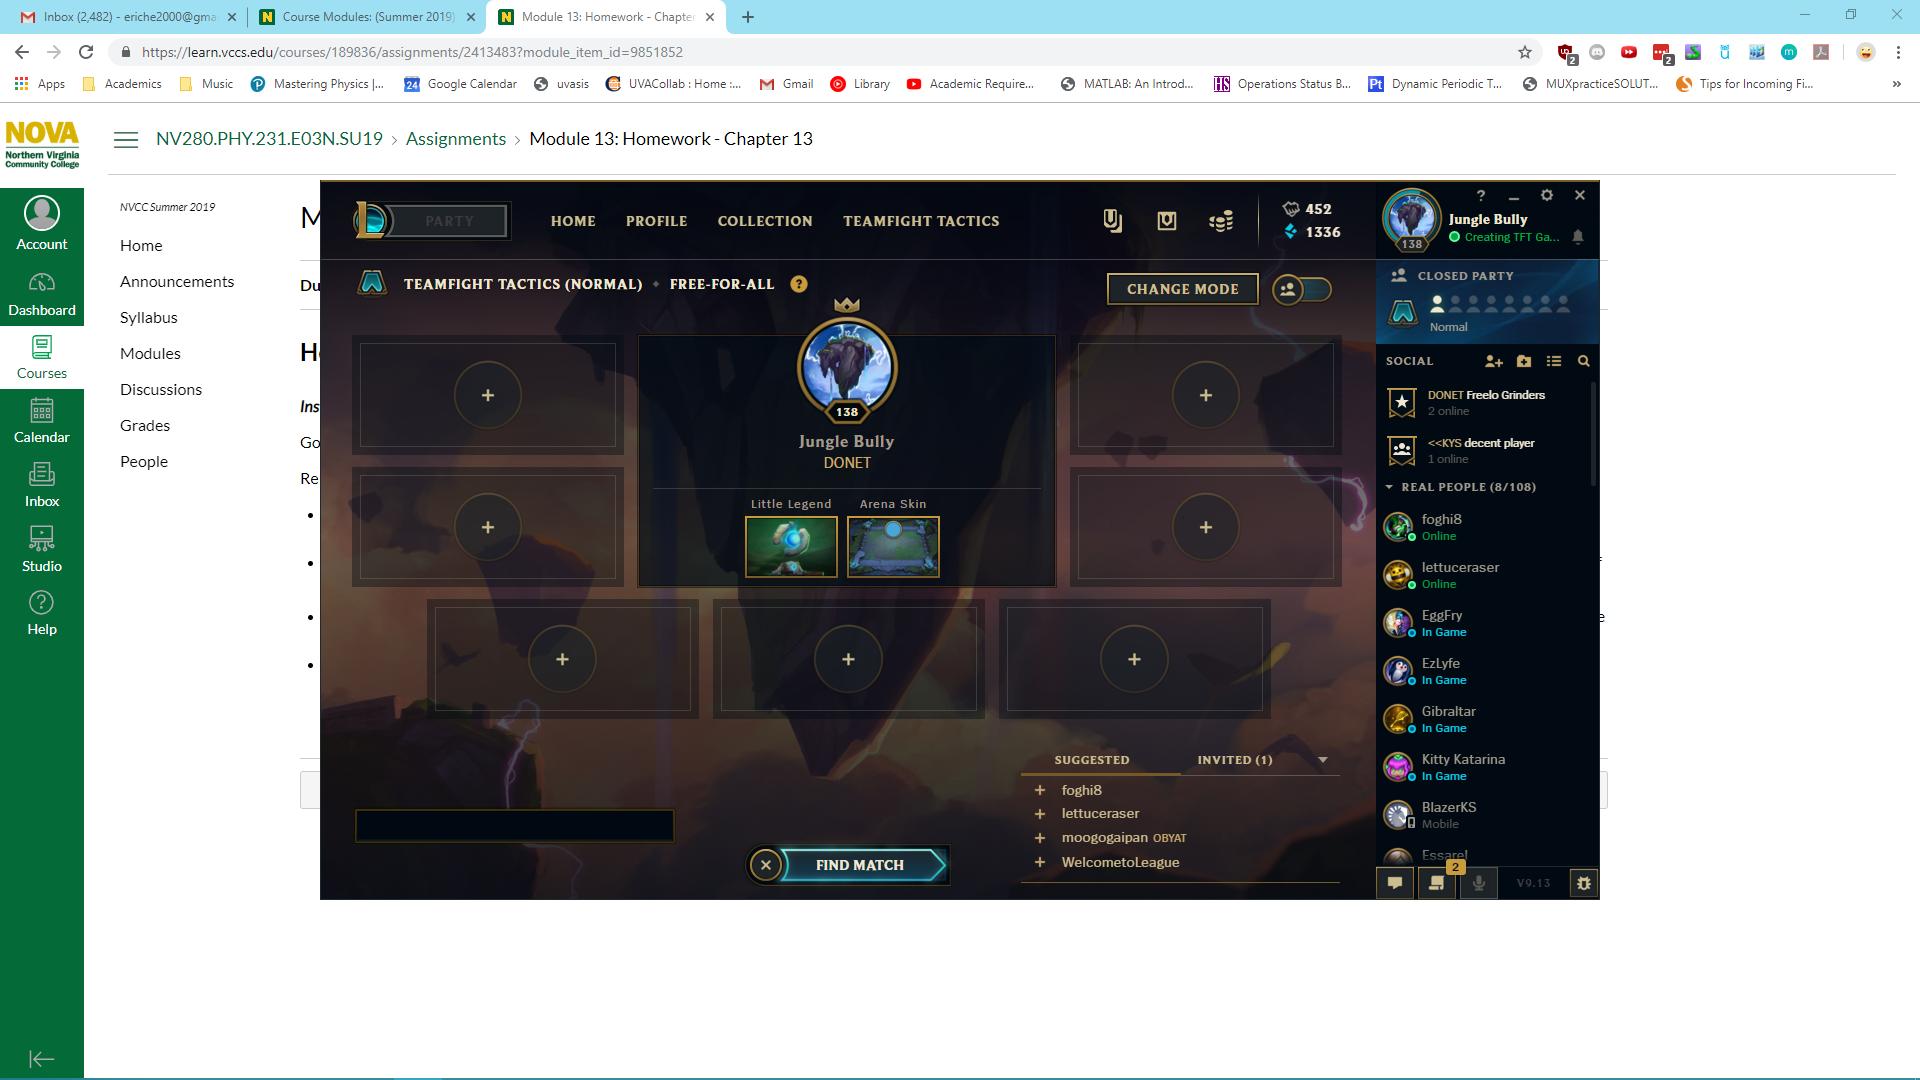 Inbox (2,482) - eriche2000@gma
Course Modules: (Summer 2019)
Module 13: Homework - Chapter
https://learn.vccs.edu/courses/189836/assignments/2413483?module_item_id=9851852
2
2
Apps
Academics
Music
Mastering Physics |...
24
Google Calendar
uvasis
UVACollab : Home :...
Gmail
Library
Academic Require...
MATLAB: An Introd...
HS
Operations Status B...
Pt
Dynamic Periodic T...
MUXpracticeSOLUT...
Tips for Incoming Fi...
»
NOVA
Northern Virginia
Community College
NV280.PHY.231.E03N.SU19 › Assignments › Module 13: Homework - Chapter 13
Account
Dashboard
Courses
Calendar
Inbox
Studio
Help
NVCC Summer 2019
Home
Announcements
Syllabus
Modules
Discussions
Grades
People
M
Du
Ins
Go
Re
PARTY
HOME
PROFILE
COLLECTION
TEAMFIGHT TACTICS
452
1336
138
Jungle Bully
Creating TFT Ga...
TEAMFIGHT TACTICS (NORMAL) • FREE-FOR-ALL ?
CHANGE MODE
138
Jungle Bully
DONET
Little Legend
Arena Skin
SUGGESTED
INVITED (1)
+ foghi8
+ lettuceraser
+ moogogaipan OBYAT
+ WelcometoLeague
FIND MATCH
CLOSED PARTY
Normal
SOCIAL
DONET Freelo Grinders
2 online
<<KYS decent player
1 online
REAL PEOPLE (8/108)
foghi8
Online
lettuceraser
Online
EggFry
In Game
EzLyfe
In Game
Gibraltar
In Game
Kitty Katarina
In Game
BlazerKS
Mobile
Essarel
2
V9.13